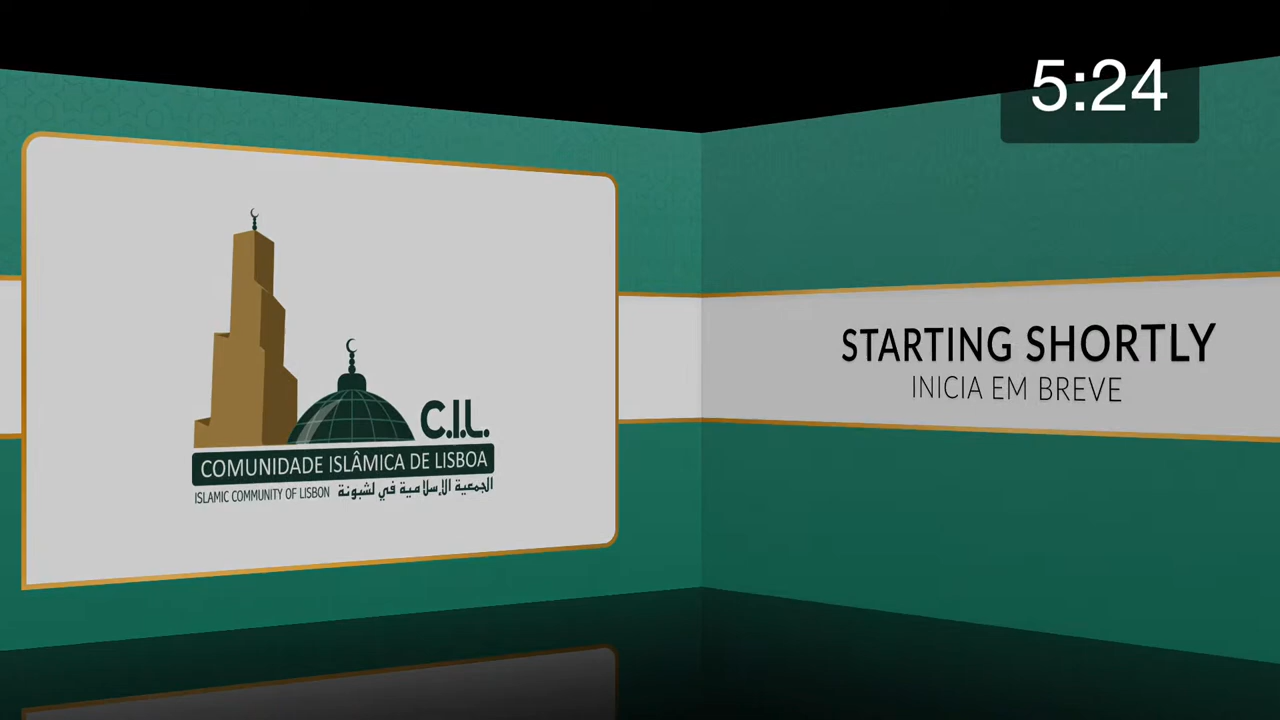 5:24
C.I.L.
COMUNIDADE ISLÂMICA DE LISBOA
ISLAMIC COMMUNITY OF LISBON الجمعية الإسلامية في لشبونة
STARTING SHORTLY
INICIA EM BREVE